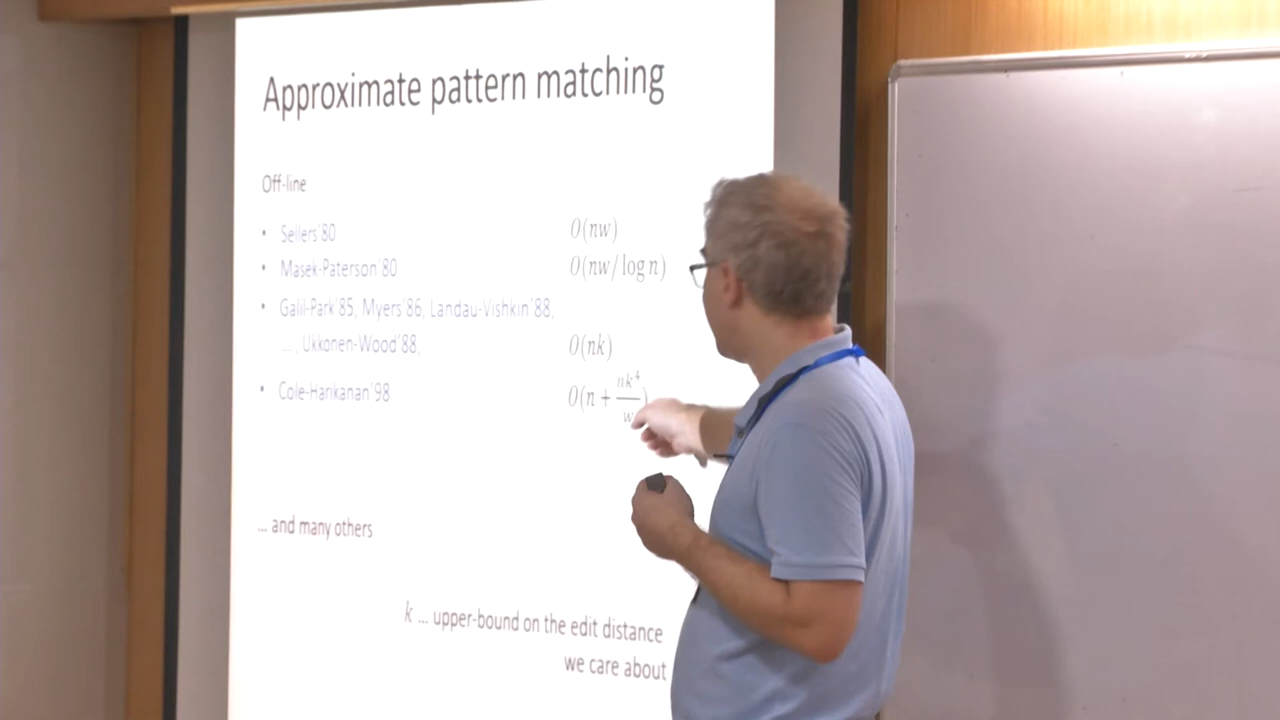 Approximate pattern matching
Off-line
• Sellers'80 O(nw)
• Masek-Paterson'80 O(nw/log n)
• Galil-Park'85, Myers'86, Landau-Vishkin'88,
... , Ukkonen-Wood'88, O(nk)
• Cole-Harikanan'98 O(n + nk⁴/w)
... and many others
k ... upper-bound on the edit distance
we care about